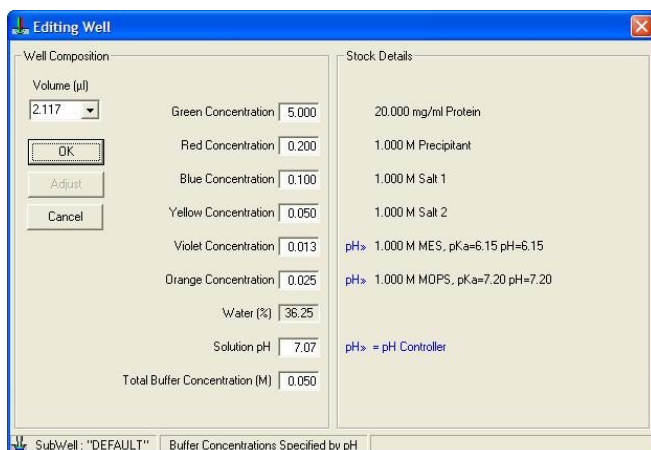 Editing Well
Well Composition
Stock Details
Volume (µl)
2.117
Green Concentration 5.000 20.000 mg/ml Protein
OK
Red Concentration 0.200 1.000 M Precipitant
Adjust
Blue Concentration 0.100 1.000 M Salt 1
Cancel
Yellow Concentration 0.050 1.000 M Salt 2
Violet Concentration 0.013 pH» 1.000 M MES, pKa=6.15 pH=6.15
Orange Concentration 0.025 pH» 1.000 M MOPS, pKa=7.20 pH=7.20
Water (%) 36.25
Solution pH 7.07 pH» = pH Controller
Total Buffer Concentration (M) 0.050
SubWell : "DEFAULT" Buffer Concentrations Specified by pH